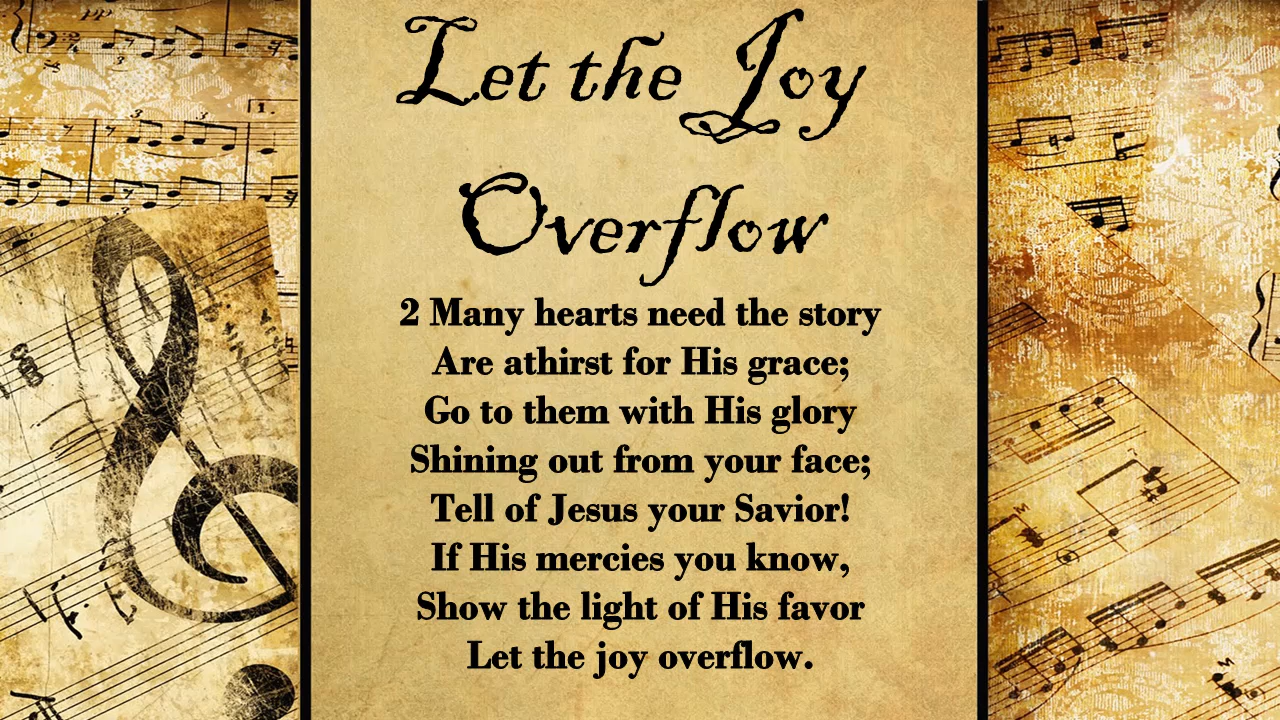 Let the Joy
Overflow
2 Many hearts need the story
Are athirst for His grace;
Go to them with His glory
Shining out from your face;
Tell of Jesus your Savior!
If His mercies you know,
Show the light of His favor
Let the joy overflow.